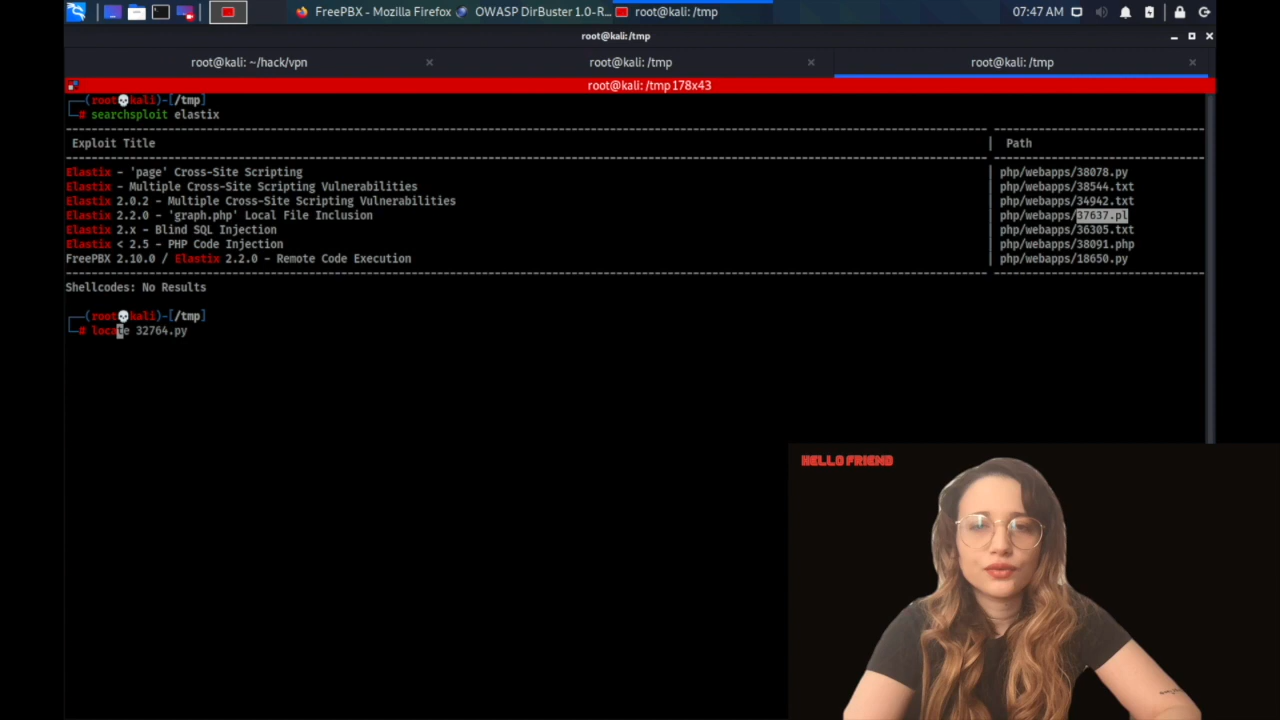 FreePBX - Mozilla Firefox OWASP DirBuster 1.0-R... root@kali: /tmp 07:47 AM
root@kali: /tmp
root@kali: ~/hack/vpn × root@kali: /tmp × root@kali: /tmp ×
root@kali: /tmp 178x43
┌──(root💀kali)-[/tmp]
└─# searchsploit elastix
Exploit Title | Path
Elastix - 'page' Cross-Site Scripting | php/webapps/38078.py
Elastix - Multiple Cross-Site Scripting Vulnerabilities | php/webapps/38544.txt
Elastix 2.0.2 - Multiple Cross-Site Scripting Vulnerabilities | php/webapps/34942.txt
Elastix 2.2.0 - 'graph.php' Local File Inclusion | php/webapps/37637.pl
Elastix 2.x - Blind SQL Injection | php/webapps/36305.txt
Elastix < 2.5 - PHP Code Injection | php/webapps/38091.php
FreePBX 2.10.0 / Elastix 2.2.0 - Remote Code Execution | php/webapps/18650.py
Shellcodes: No Results
┌──(root💀kali)-[/tmp]
└─# locate 32764.py
HELLO FRIEND